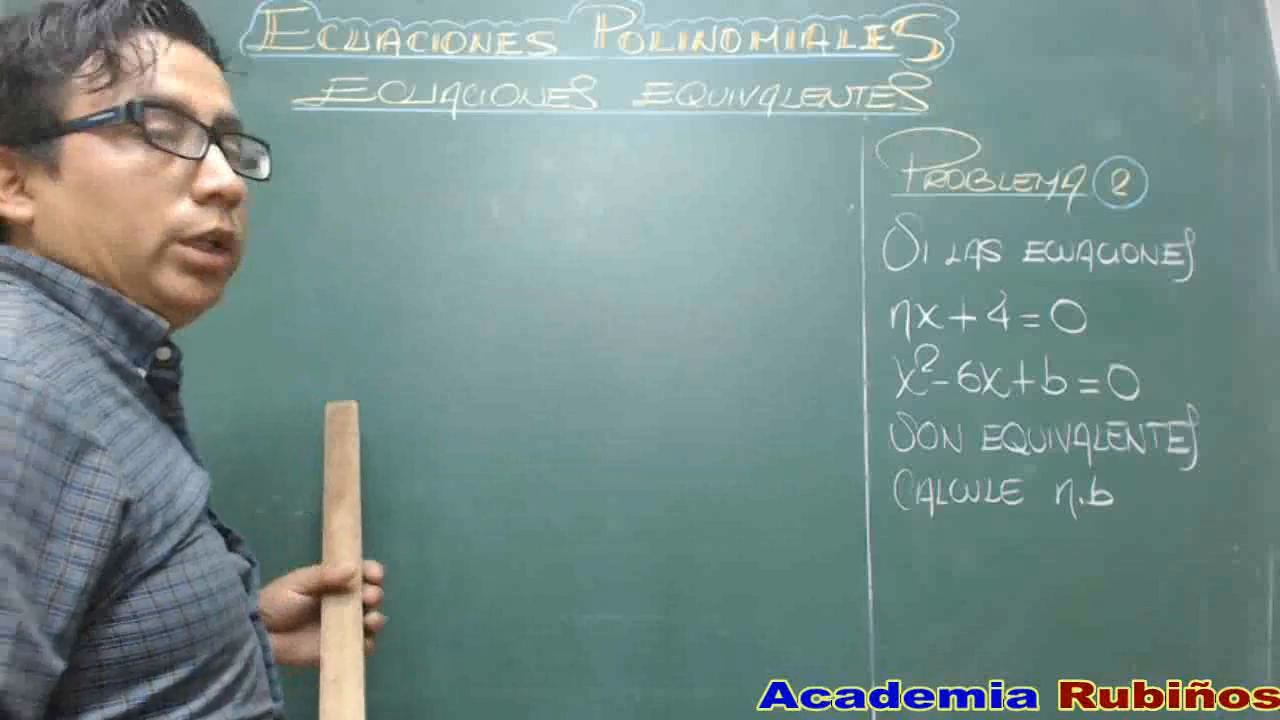 ECUACIONES POLINOMIALES
ECUACIONES EQUIVALENTES
PROBLEMA 2
SI LAS ECUACIONES
nx + 4 = 0
x² - 6x + b = 0
SON EQUIVALENTES
CALCULE n.b
Academia Rubiños